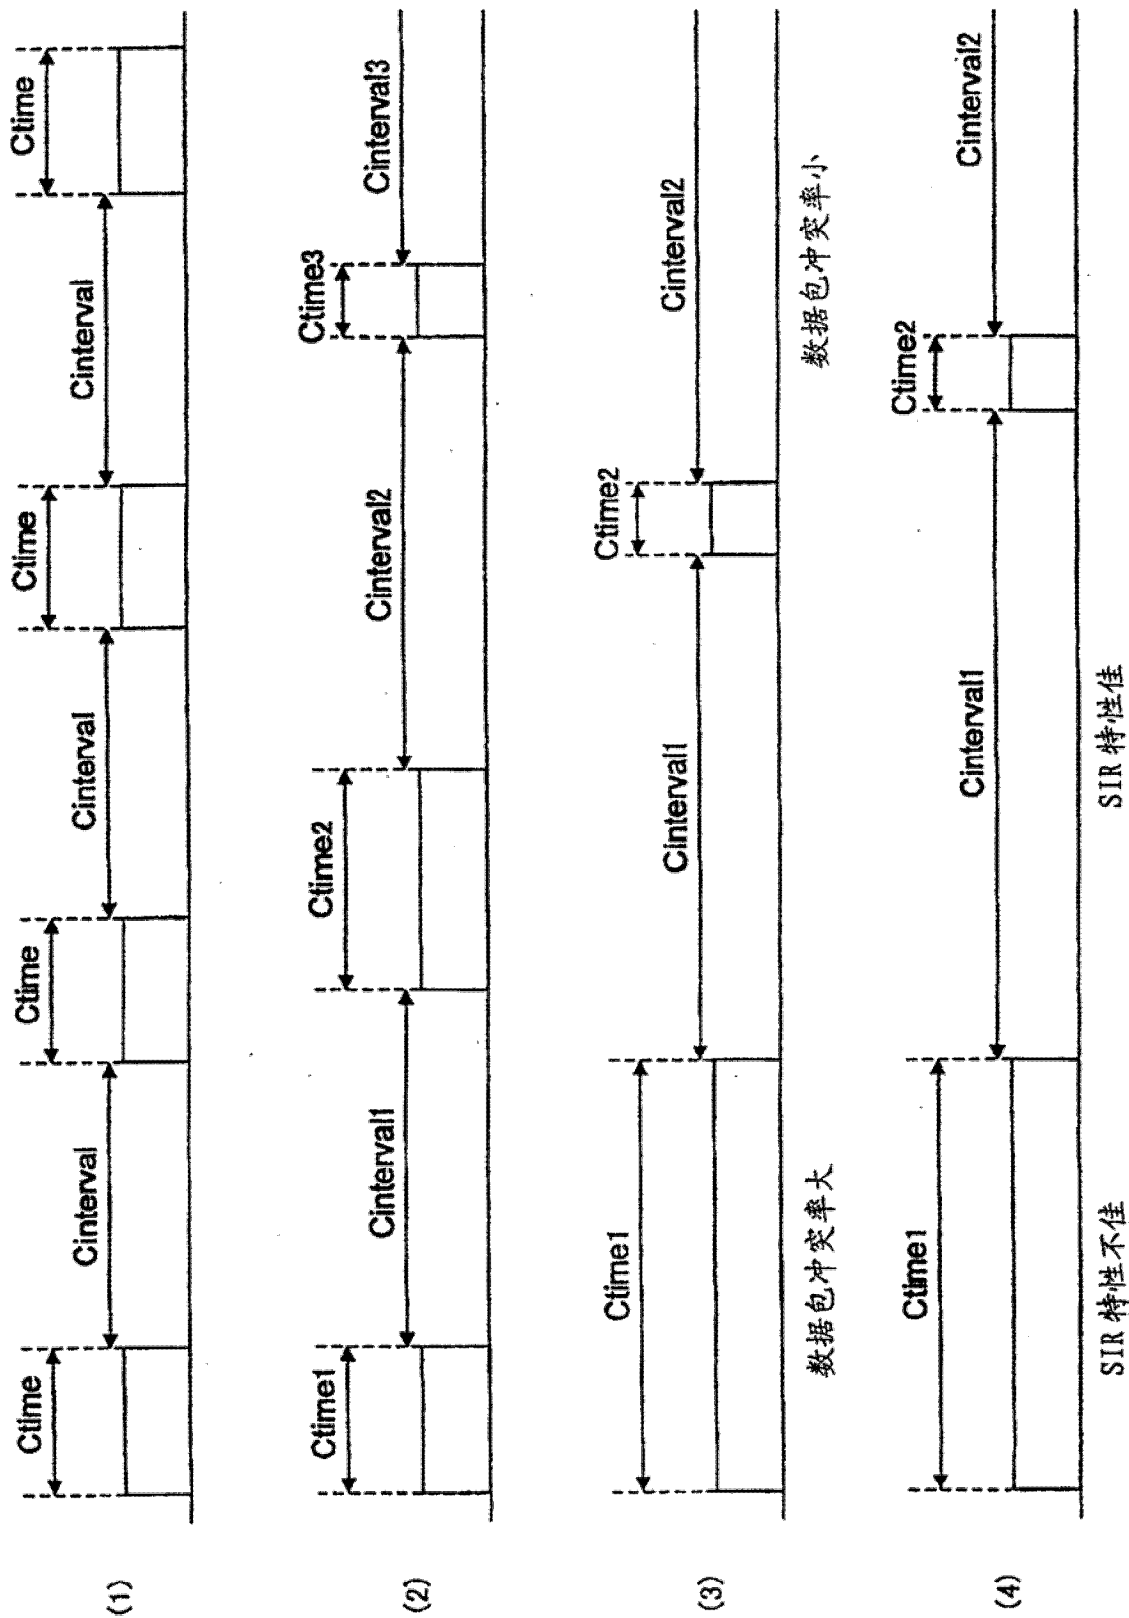 (1)
Ctime
Cinterval
Ctime
Cinterval
Ctime
Cinterval
Ctime
(2)
Ctime1
Cinterval1
Ctime2
Cinterval2
Ctime3
Cinterval3
(3)
Ctime1
Cinterval1
Ctime2
Cinterval2
数据包冲突率大
数据包冲突率小
(4)
Ctime1
Cinterval1
Ctime2
Cinterval2
SIR 特性不佳
SIR 特性佳